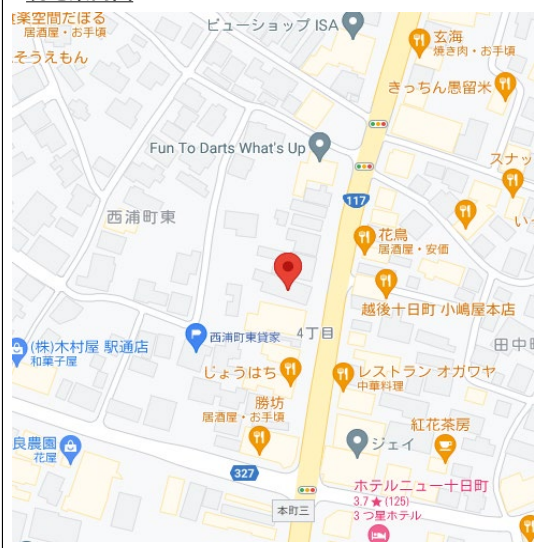 楽空間だぼる
居酒屋・お手頃
そうえもん
ビューショップ ISA
玄海
焼き肉・お手頃
きっちん愚留米
Fun To Darts What's Up
スナッ
117
西浦町東
い
花鳥
居酒屋・安価
越後十日町 小嶋屋本店
(株)木村屋 駅通店
和菓子屋
西浦町東貸家
4丁目
田中町
じょうはち
レストラン オガワヤ
中華料理
勝坊
居酒屋・お手頃
紅花茶房
良農園
花屋
ジェイ
327
ホテルニュー十日町
3.7★(125)
3 つ星ホテル
本町三